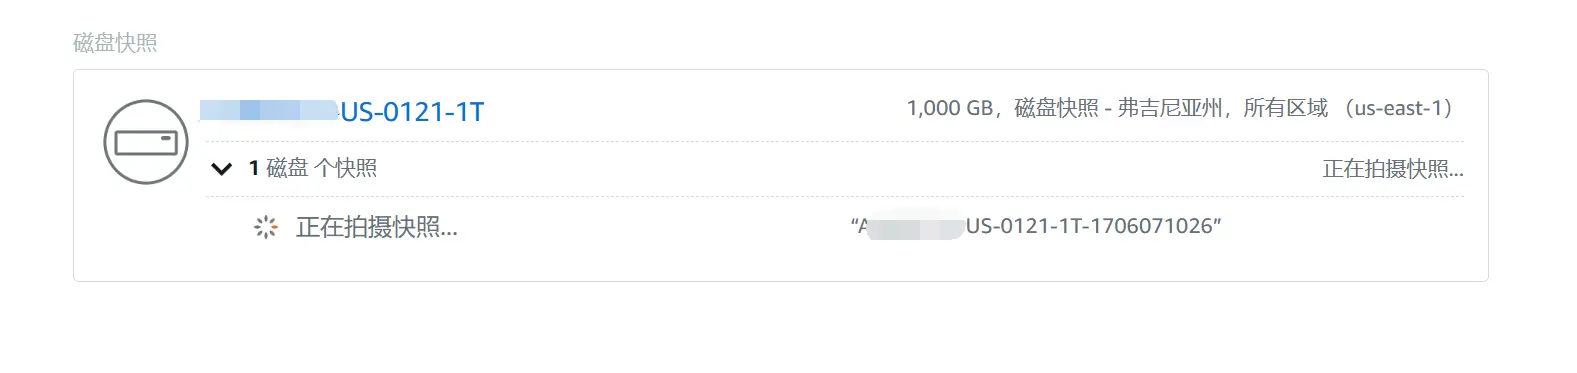 磁盘快照
US-0121-1T
1,000 GB，磁盘快照 - 弗吉尼亚州，所有区域 （us-east-1）
1 磁盘 个快照
正在拍摄快照...
正在拍摄快照...
“A US-0121-1T-1706071026”